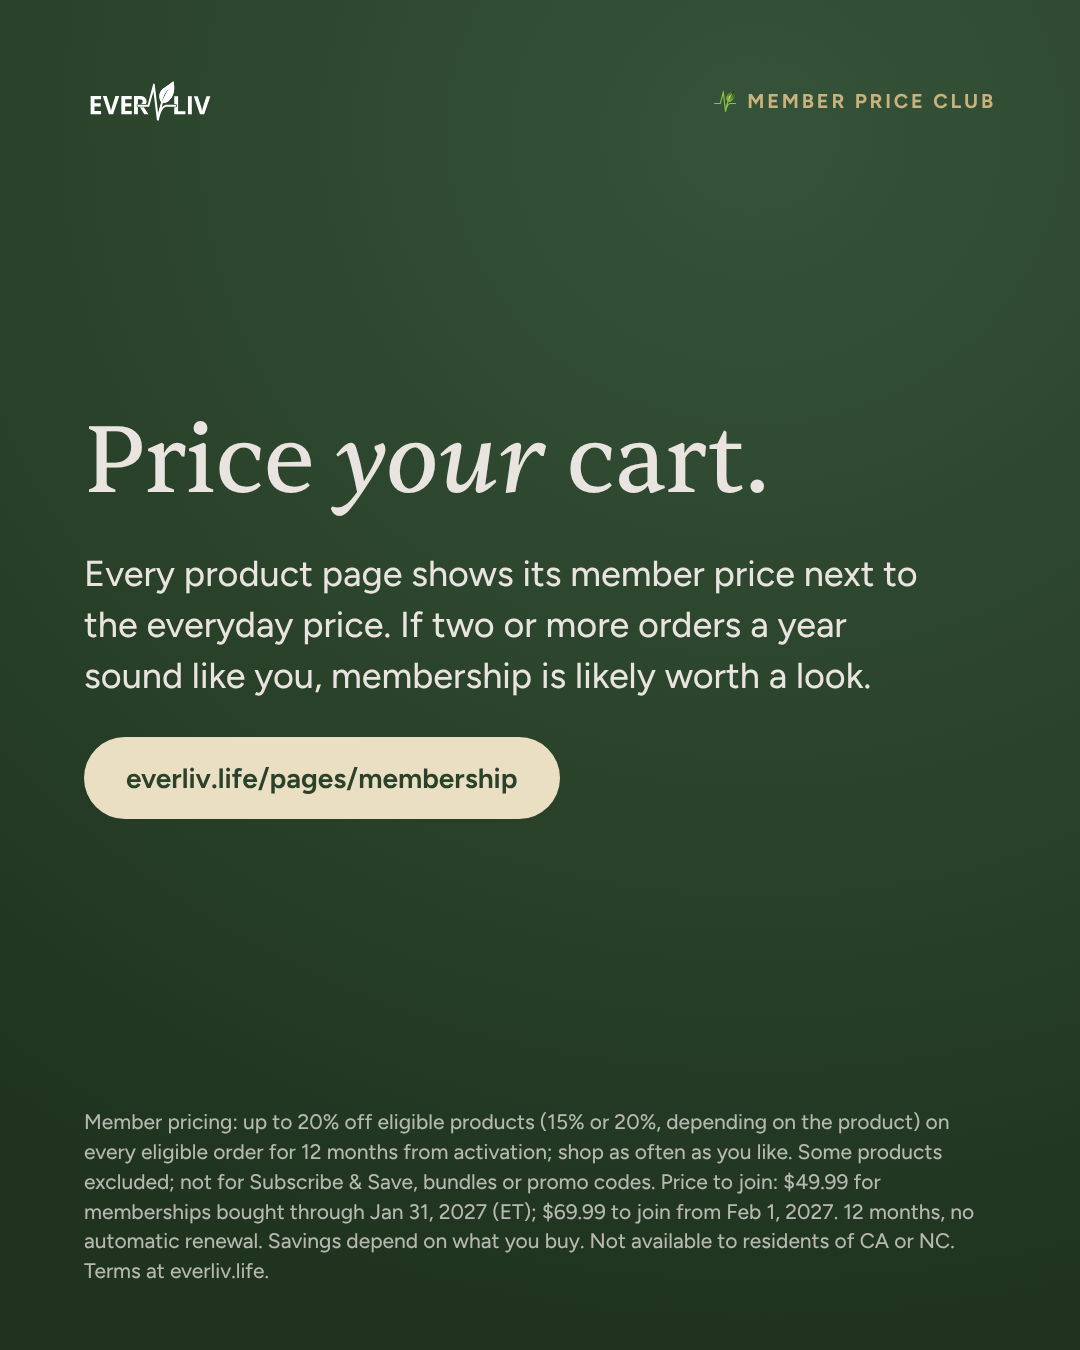 EVERLIV
MEMBER PRICE CLUB
Price your cart.
Every product page shows its member price next to
the everyday price. If two or more orders a year
sound like you, membership is likely worth a look.
everliv.life/pages/membership
Member pricing: up to 20% off eligible products (15% or 20%, depending on the product) on
every eligible order for 12 months from activation; shop as often as you like. Some products
excluded; not for Subscribe & Save, bundles or promo codes. Price to join: $49.99 for
memberships bought through Jan 31, 2027 (ET); $69.99 to join from Feb 1, 2027. 12 months, no
automatic renewal. Savings depend on what you buy. Not available to residents of CA or NC.
Terms at everliv.life.